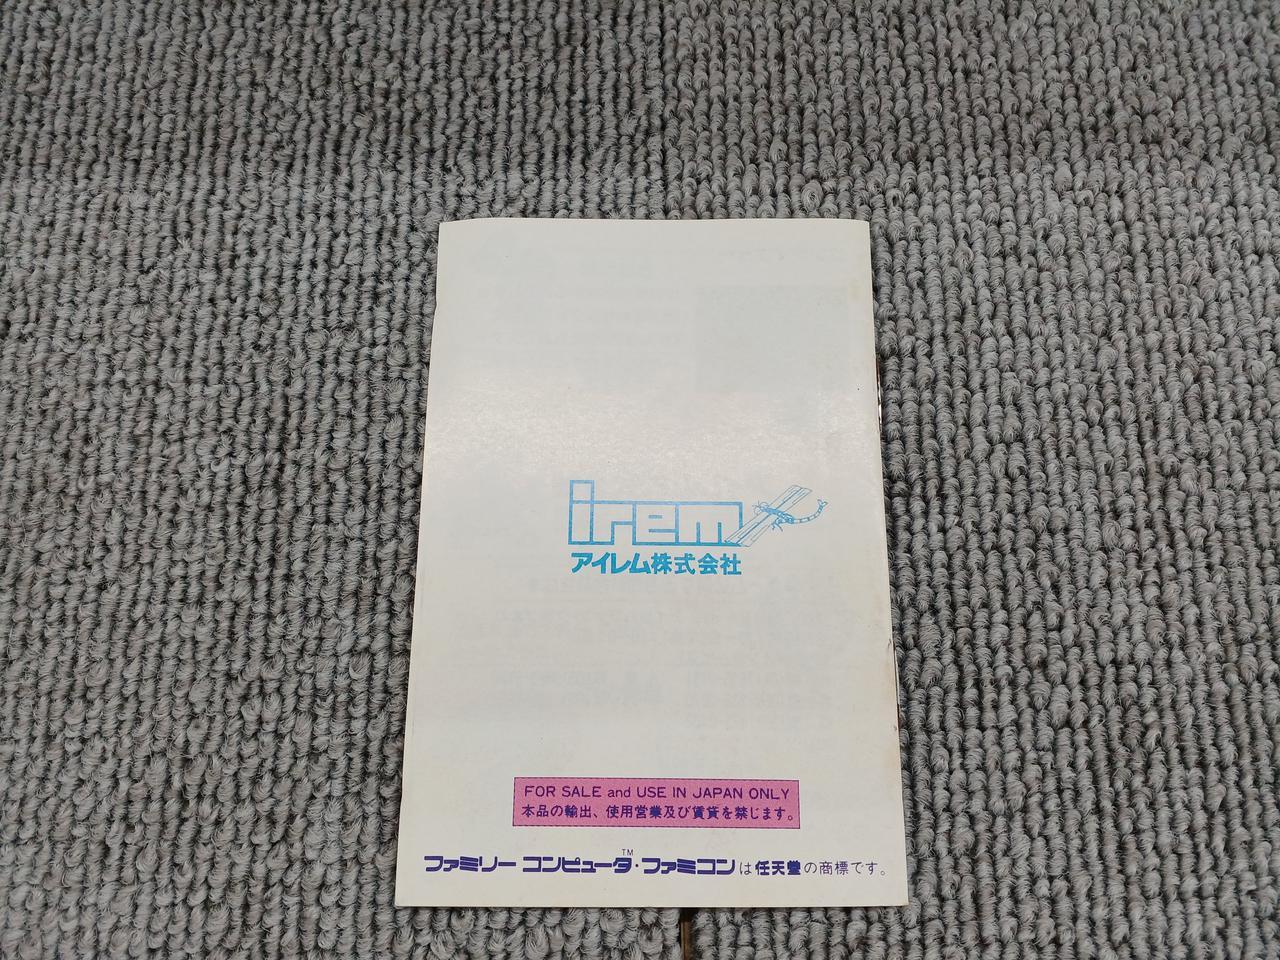 irem
アイレム株式会社
FOR SALE and USE IN JAPAN ONLY
本品の輸出、使用営業及び賃貸を禁じます。
ファミリーコンピュータ™・ファミコンは任天堂の商標です。